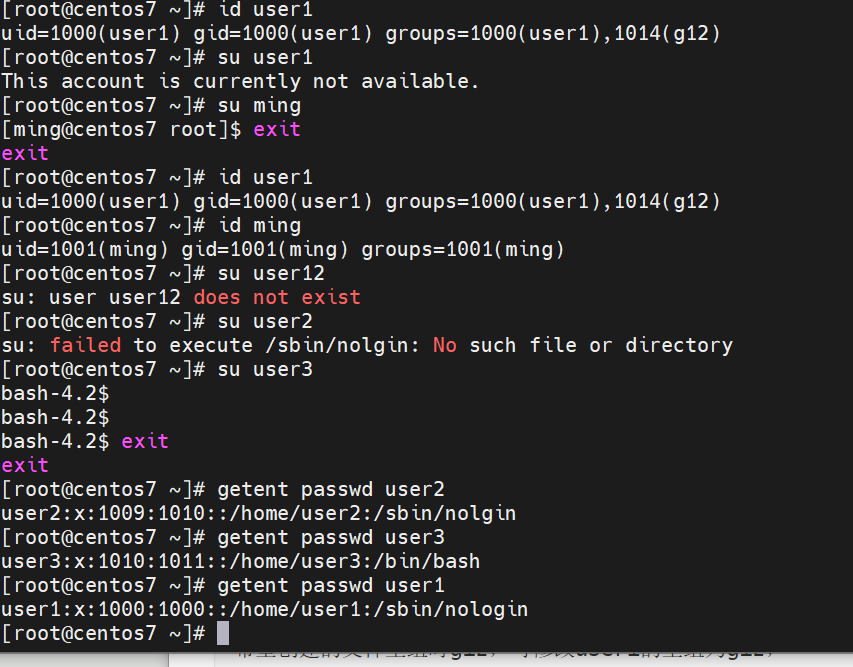 [root@centos7 ~]# id user1
uid=1000(user1) gid=1000(user1) groups=1000(user1),1014(g12)
[root@centos7 ~]# su user1
This account is currently not available.
[root@centos7 ~]# su ming
[ming@centos7 root]$ exit
exit
[root@centos7 ~]# id user1
uid=1000(user1) gid=1000(user1) groups=1000(user1),1014(g12)
[root@centos7 ~]# id ming
uid=1001(ming) gid=1001(ming) groups=1001(ming)
[root@centos7 ~]# su user12
su: user user12 does not exist
[root@centos7 ~]# su user2
su: failed to execute /sbin/nolgin: No such file or directory
[root@centos7 ~]# su user3
bash-4.2$
bash-4.2$
bash-4.2$ exit
exit
[root@centos7 ~]# getent passwd user2
user2:x:1009:1010::/home/user2:/sbin/nolgin
[root@centos7 ~]# getent passwd user3
user3:x:1010:1011::/home/user3:/bin/bash
[root@centos7 ~]# getent passwd user1
user1:x:1000:1000::/home/user1:/sbin/nologin
[root@centos7 ~]#